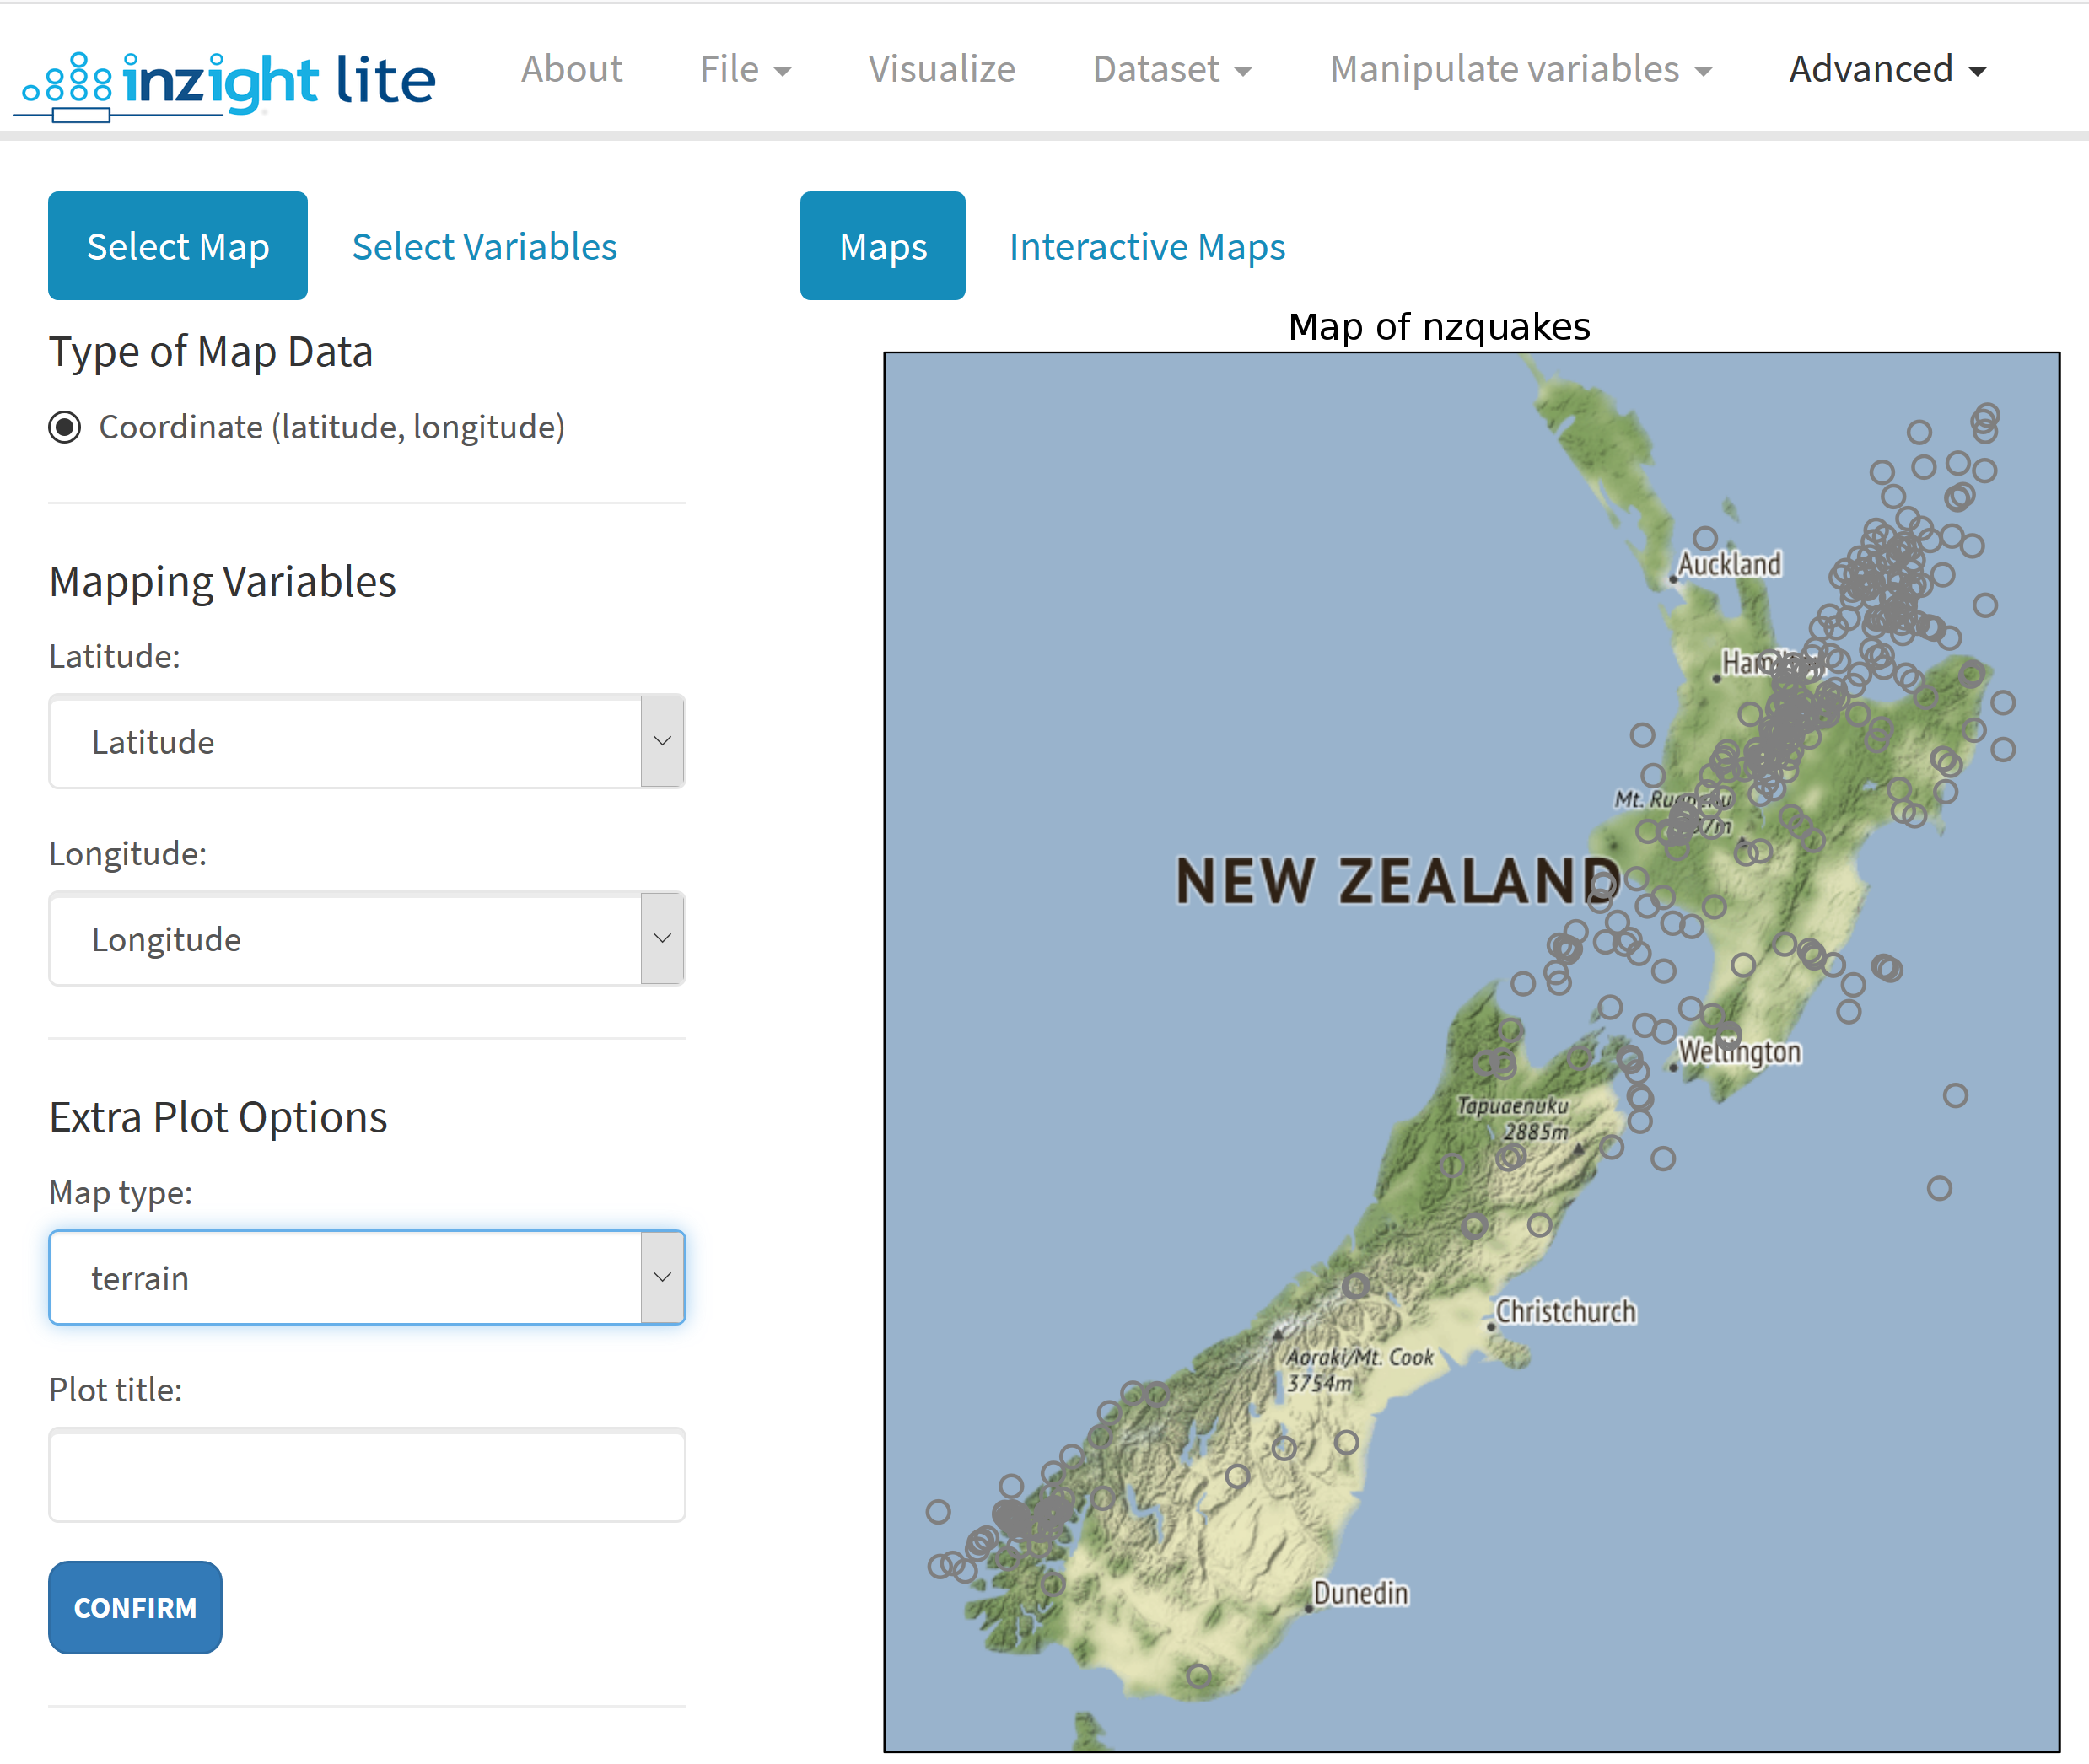 inzight lite
About
File
Visualize
Dataset
Manipulate variables
Advanced
Select Map
Select Variables
Maps
Interactive Maps
Type of Map Data
Coordinate (latitude, longitude)
Mapping Variables
Latitude:
Latitude
Longitude:
Longitude
Extra Plot Options
Map type:
terrain
Plot title:
CONFIRM
Map of nzquakes
Auckland
NEW ZEALAND
Wellington
Tapuaenuku
2885m
Christchurch
Aoraki/Mt. Cook
3754m
Dunedin
Mt.